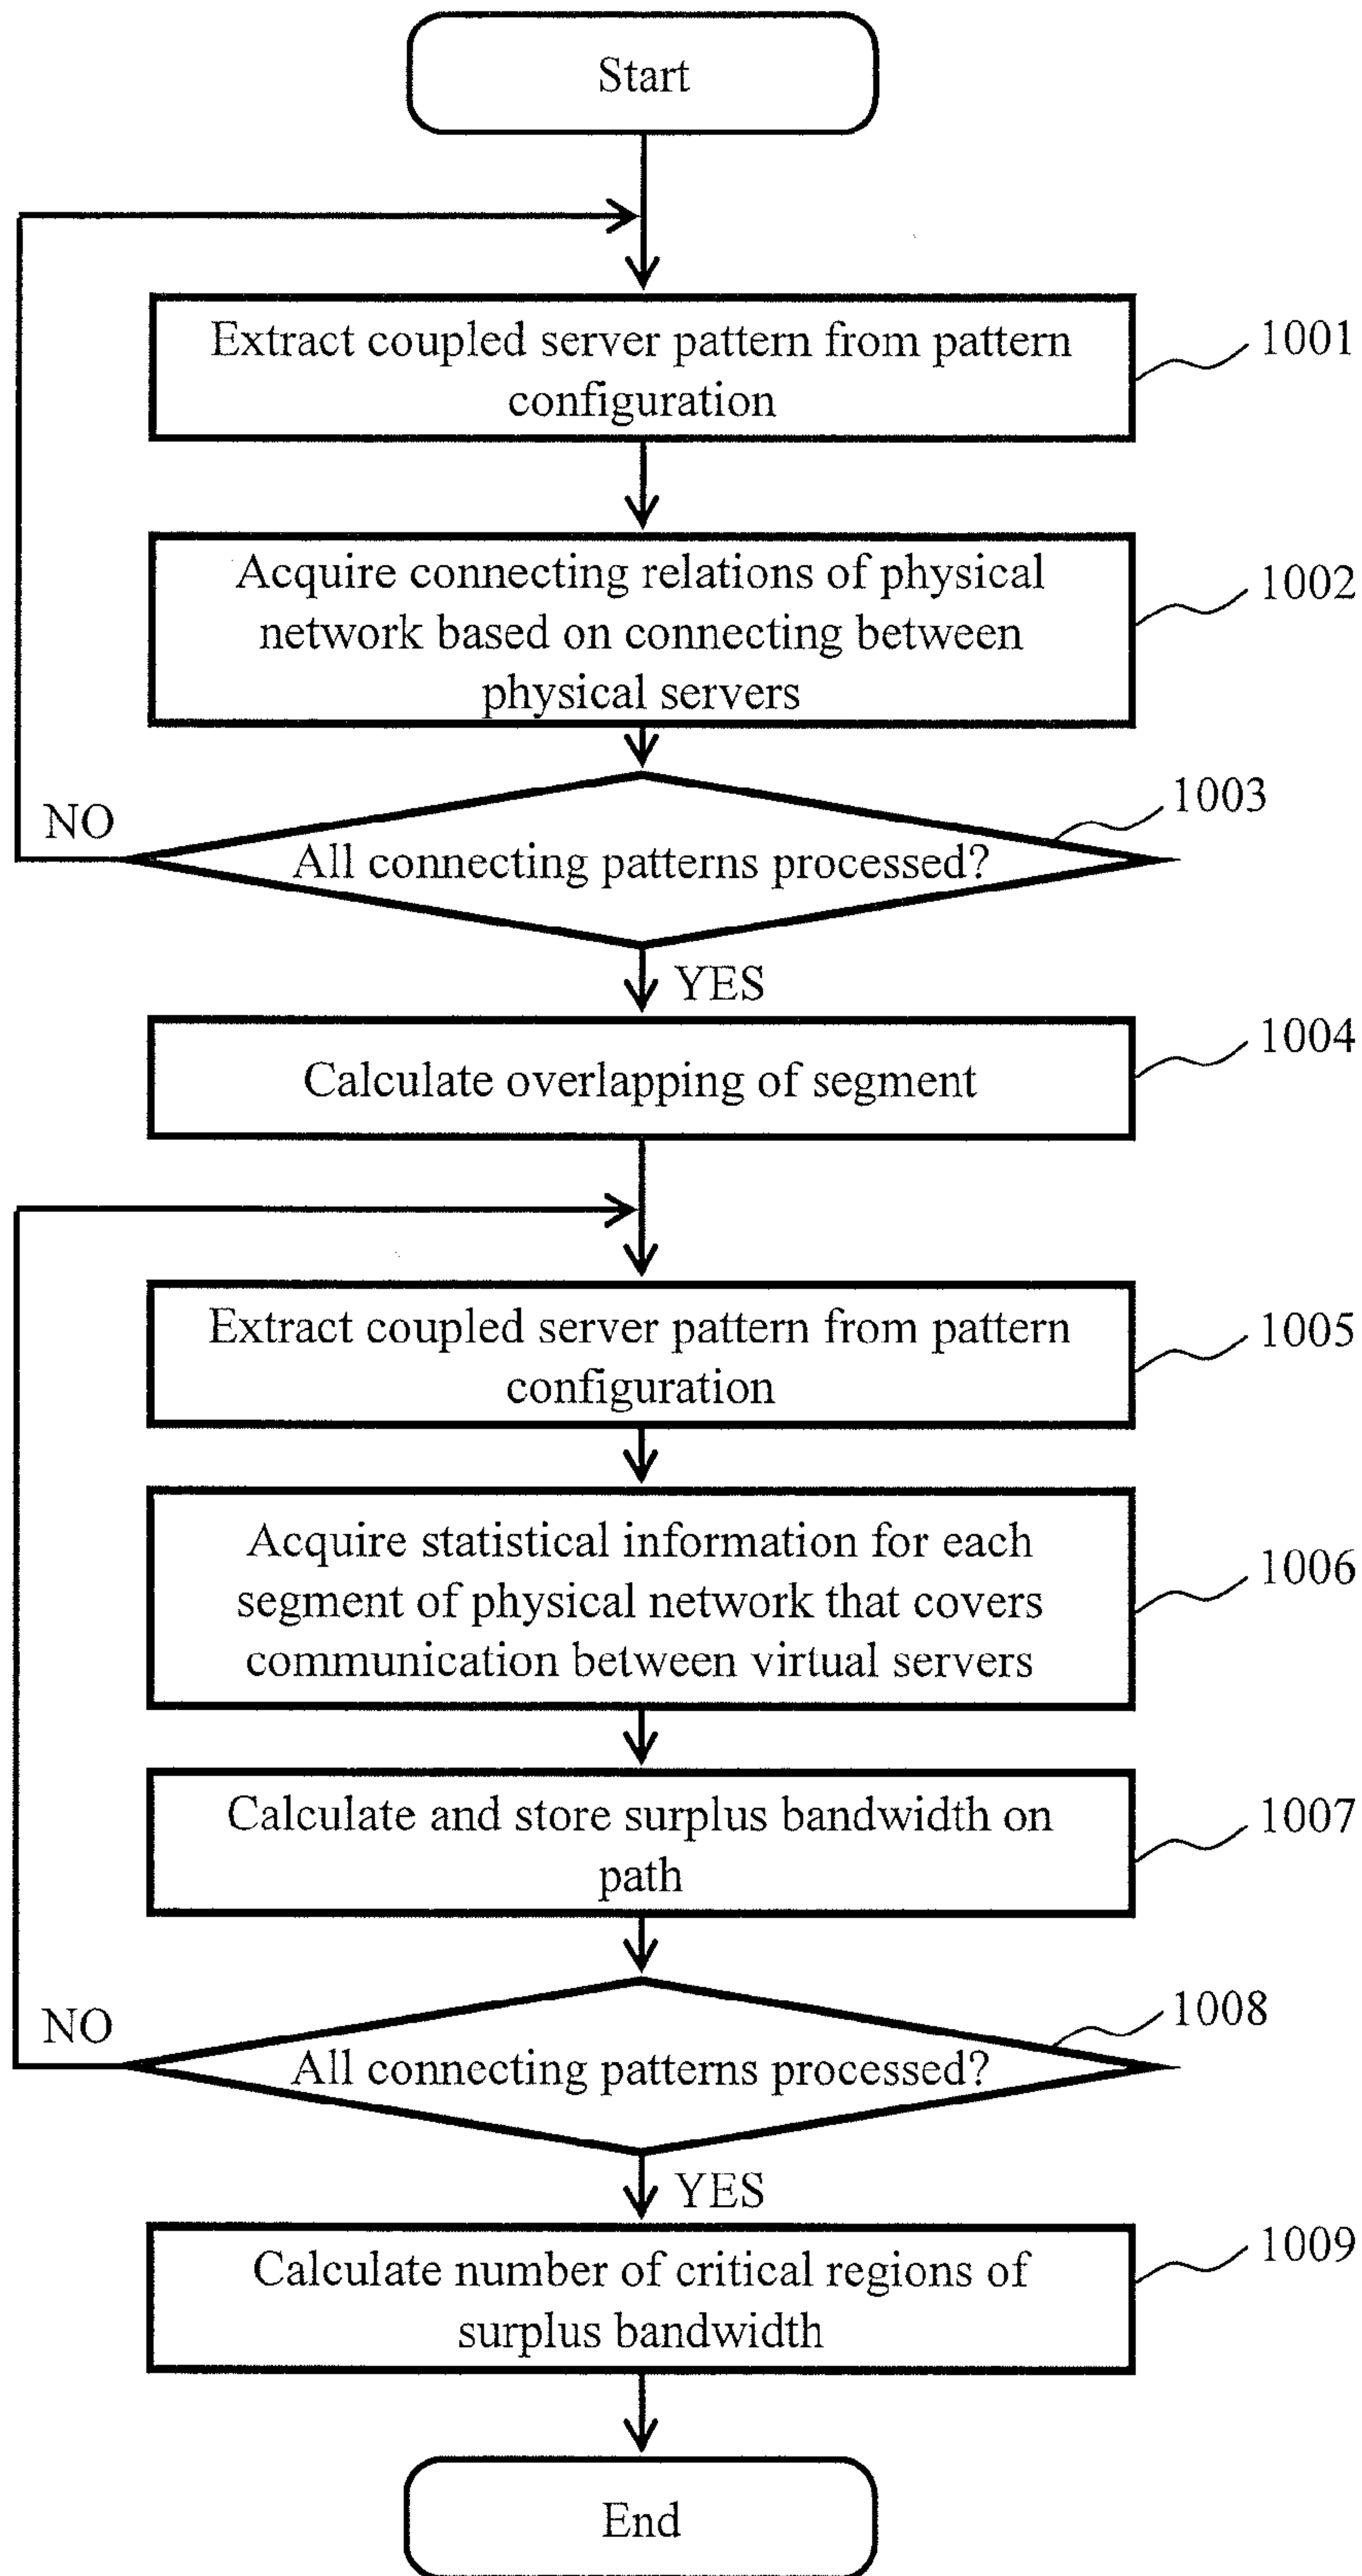 Start
Extract coupled server pattern from pattern
configuration
1001
Acquire connecting relations of physical
network based on connecting between
physical servers
1002
NO
All connecting patterns processed?
1003
YES
Calculate overlapping of segment
1004
Extract coupled server pattern from pattern
configuration
1005
Acquire statistical information for each
segment of physical network that covers
communication between virtual servers
1006
Calculate and store surplus bandwidth on
path
1007
NO
All connecting patterns processed?
1008
YES
Calculate number of critical regions of
surplus bandwidth
1009
End